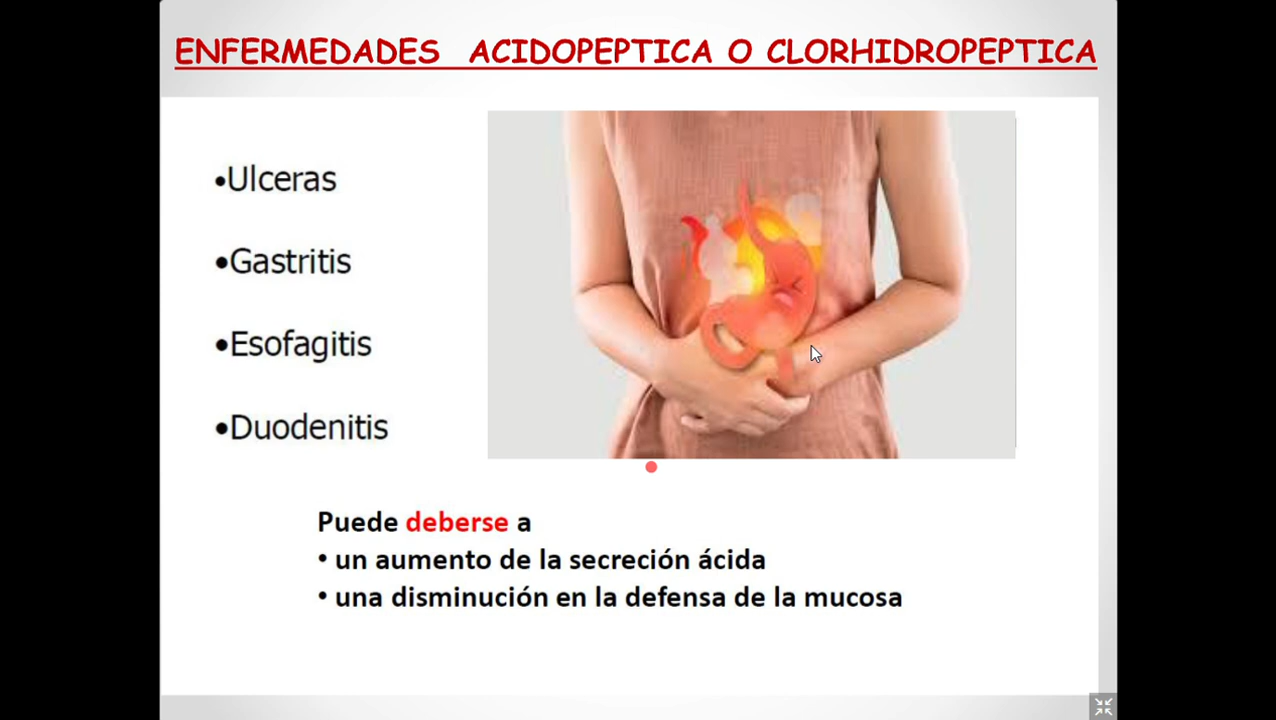 ENFERMEDADES ACIDOPEPTICA O CLORHIDROPEPTICA
•Ulceras
•Gastritis
•Esofagitis
•Duodenitis
Puede deberse a
• un aumento de la secreción ácida
• una disminución en la defensa de la mucosa